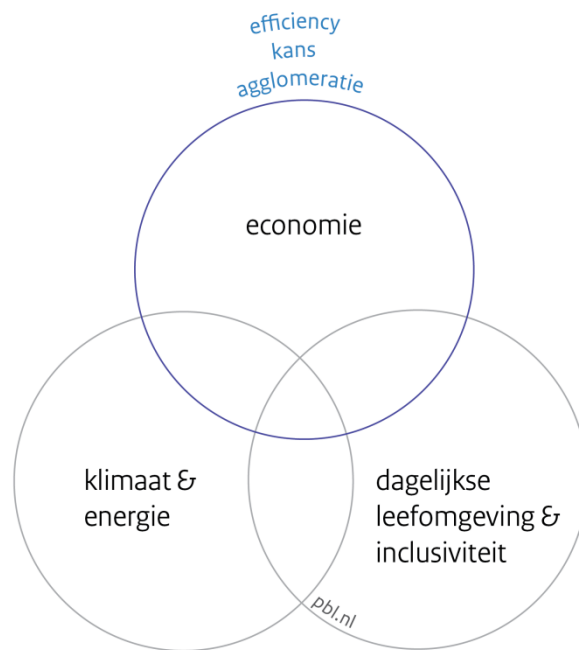 efficiency
kans
agglomeratie
economie
klimaat &
energie
dagelijkse
leefomgeving &
inclusiviteit
pbl.nl